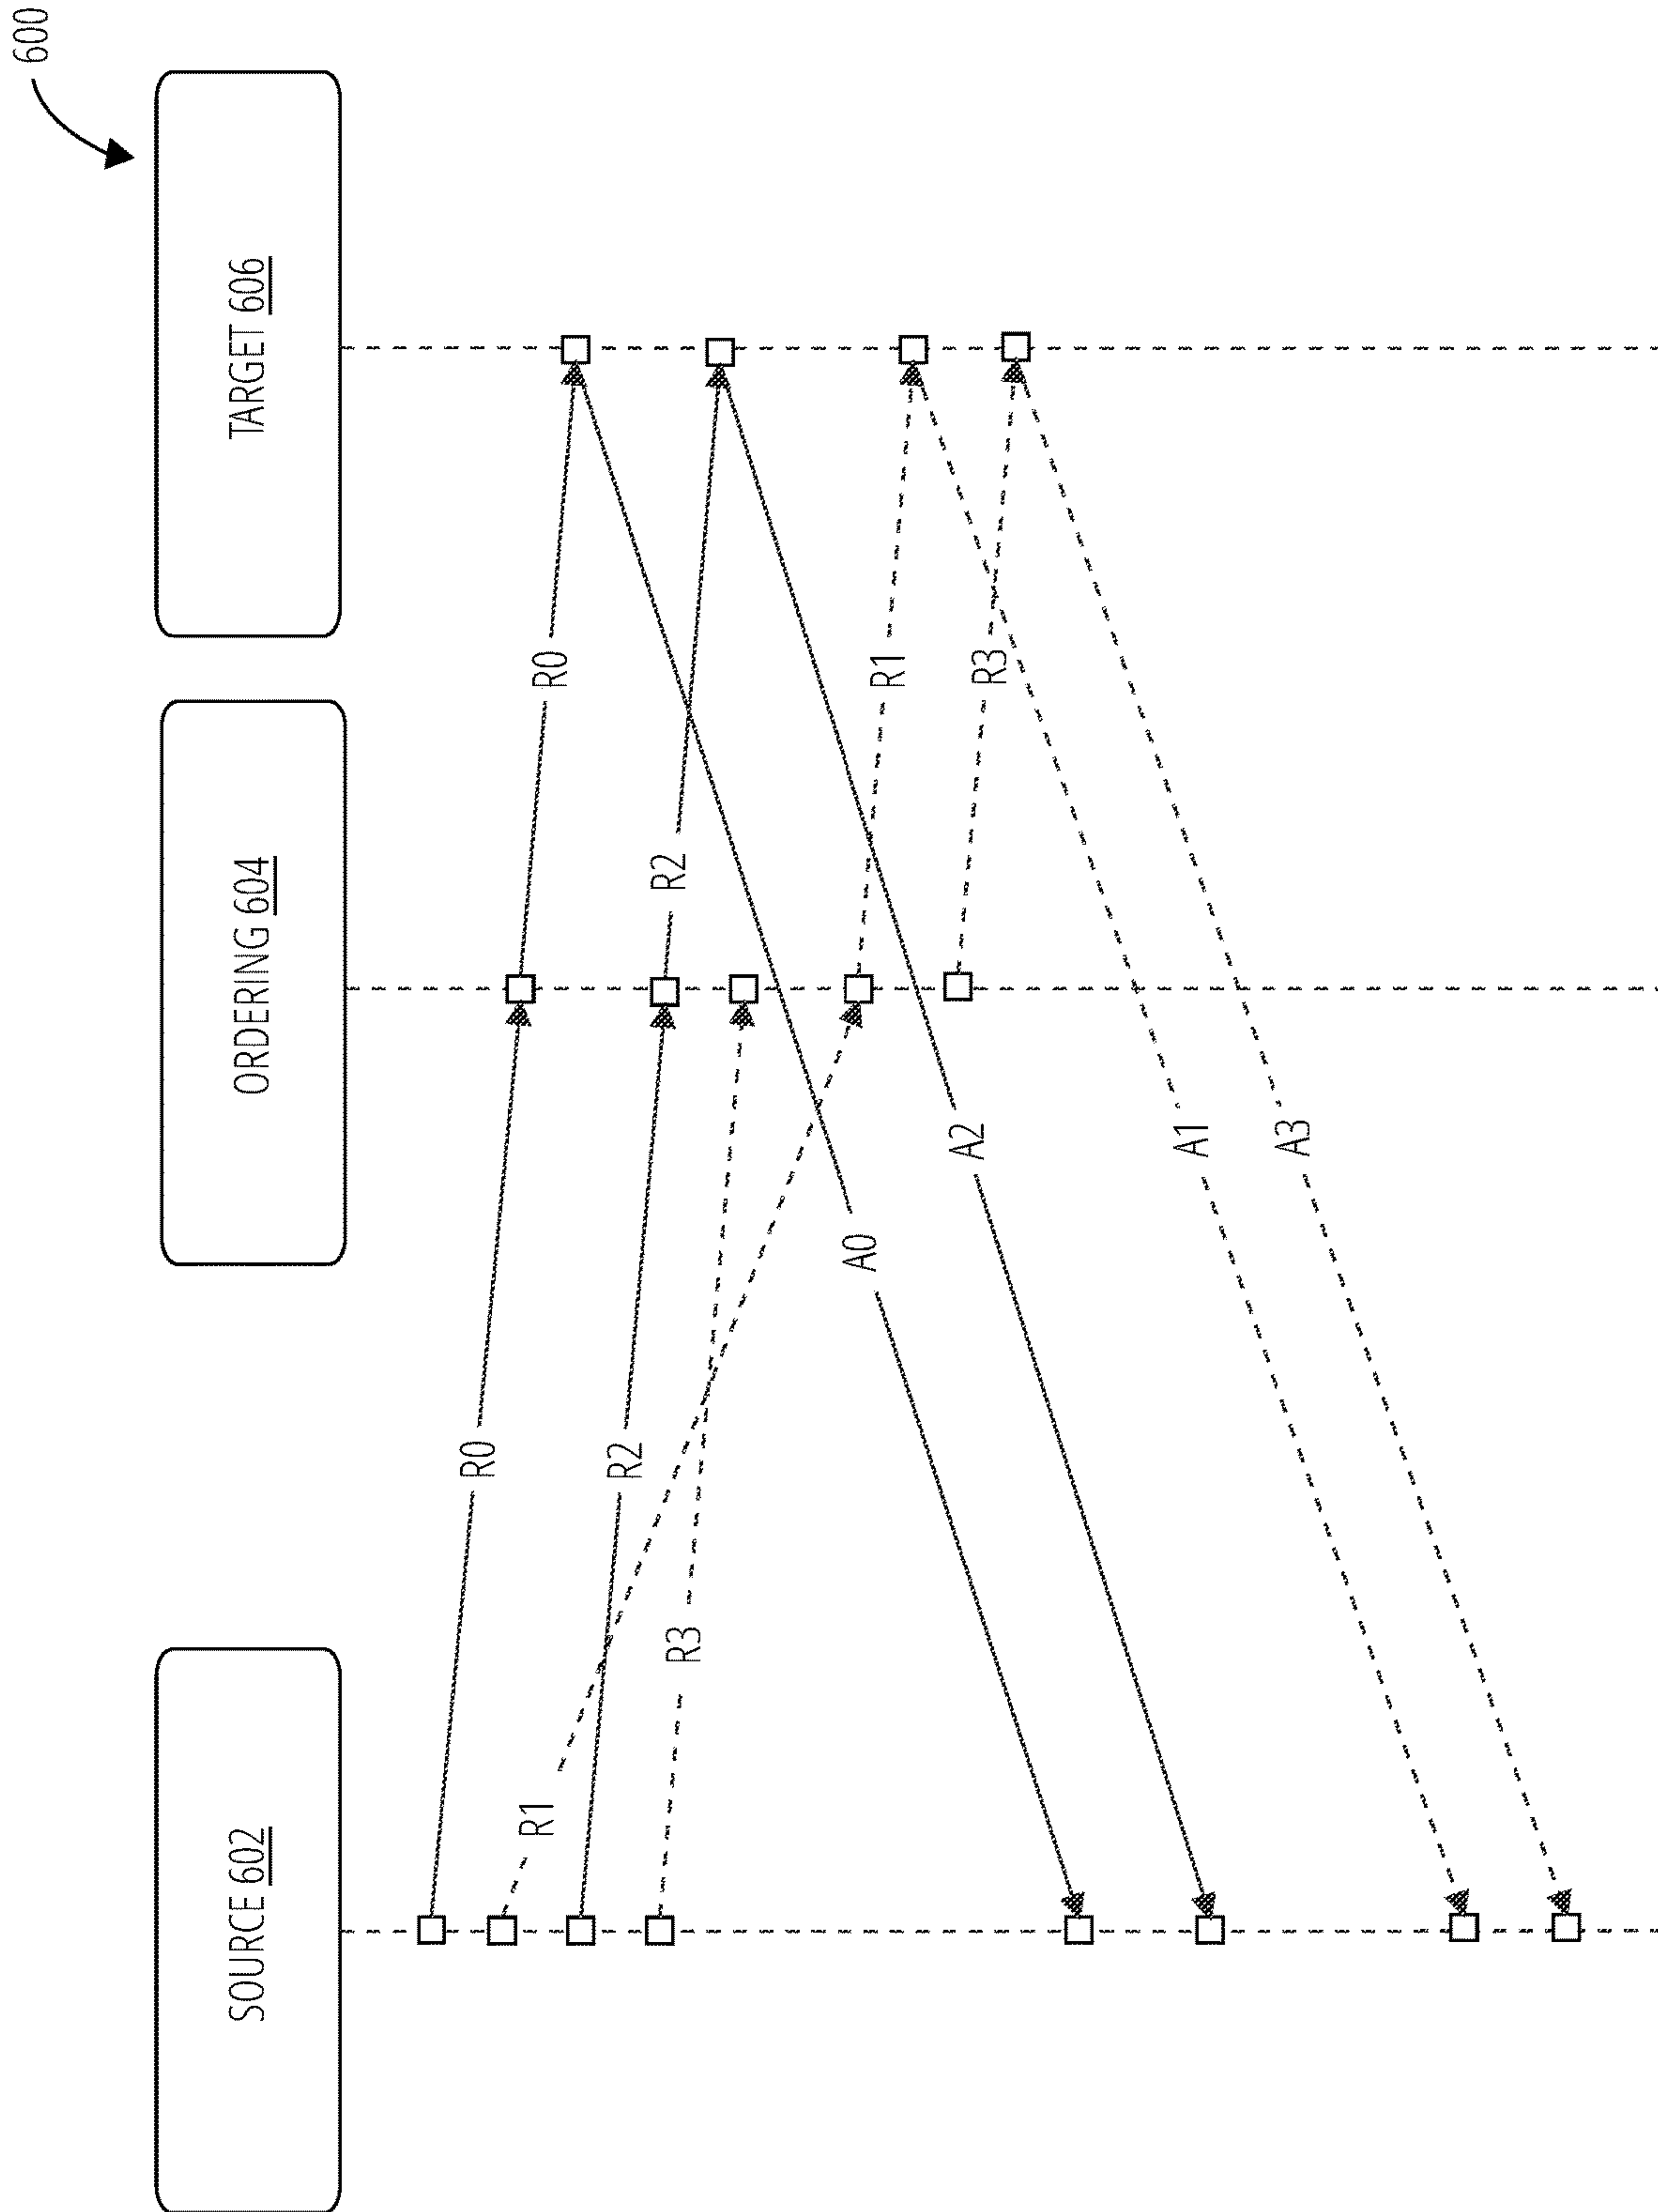 600
SOURCE 602
ORDERING 604
TARGET 606
R0
R0
R1
R2
R2
R3
R1
R3
A0
A2
A1
A3